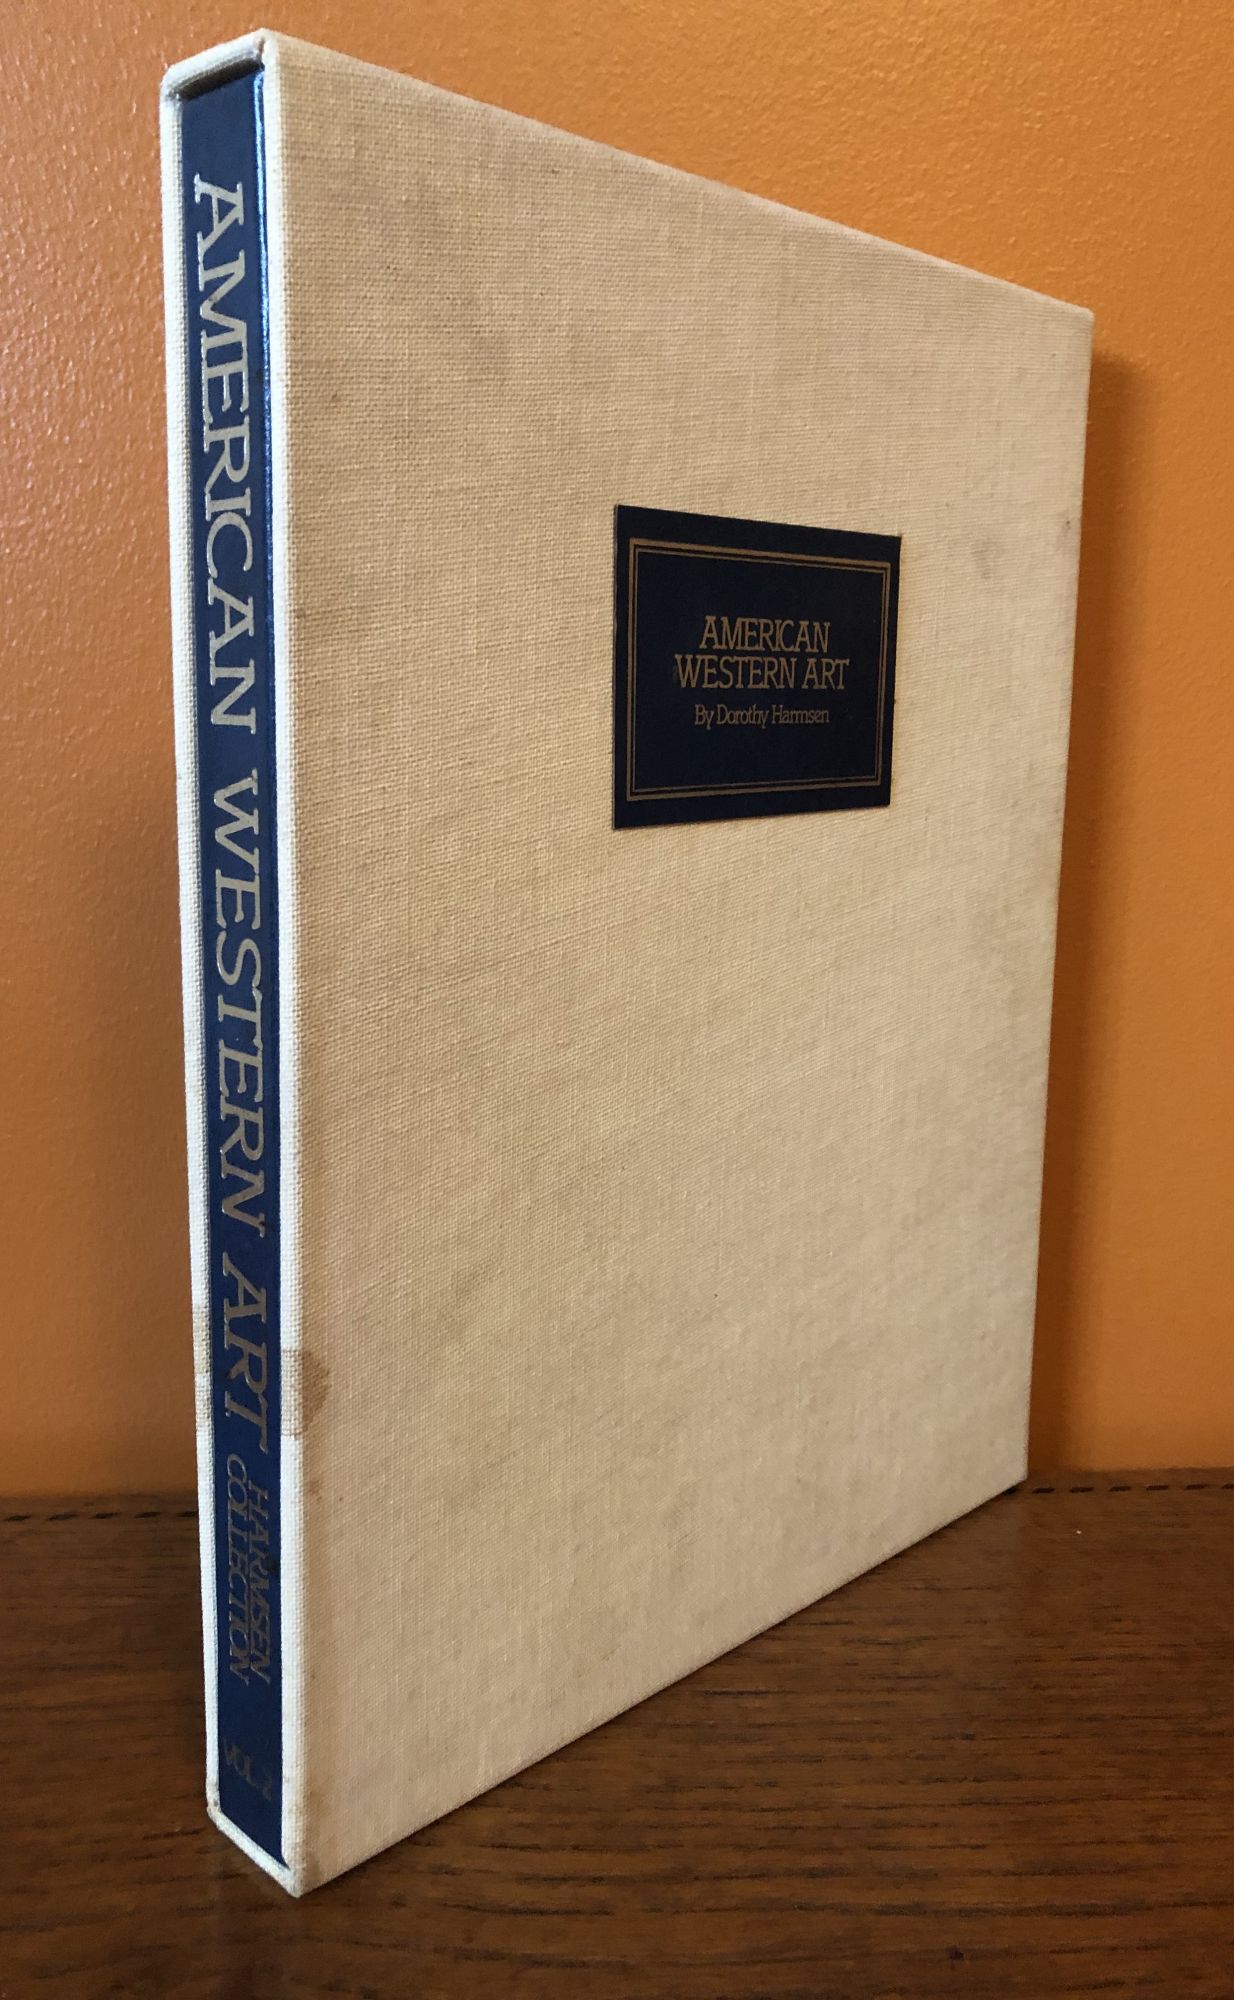 AMERICAN WESTERN ART
HARMSEN
COLLECTION
VOL. 2
AMERICAN
WESTERN ART
By Dorothy Harmsen